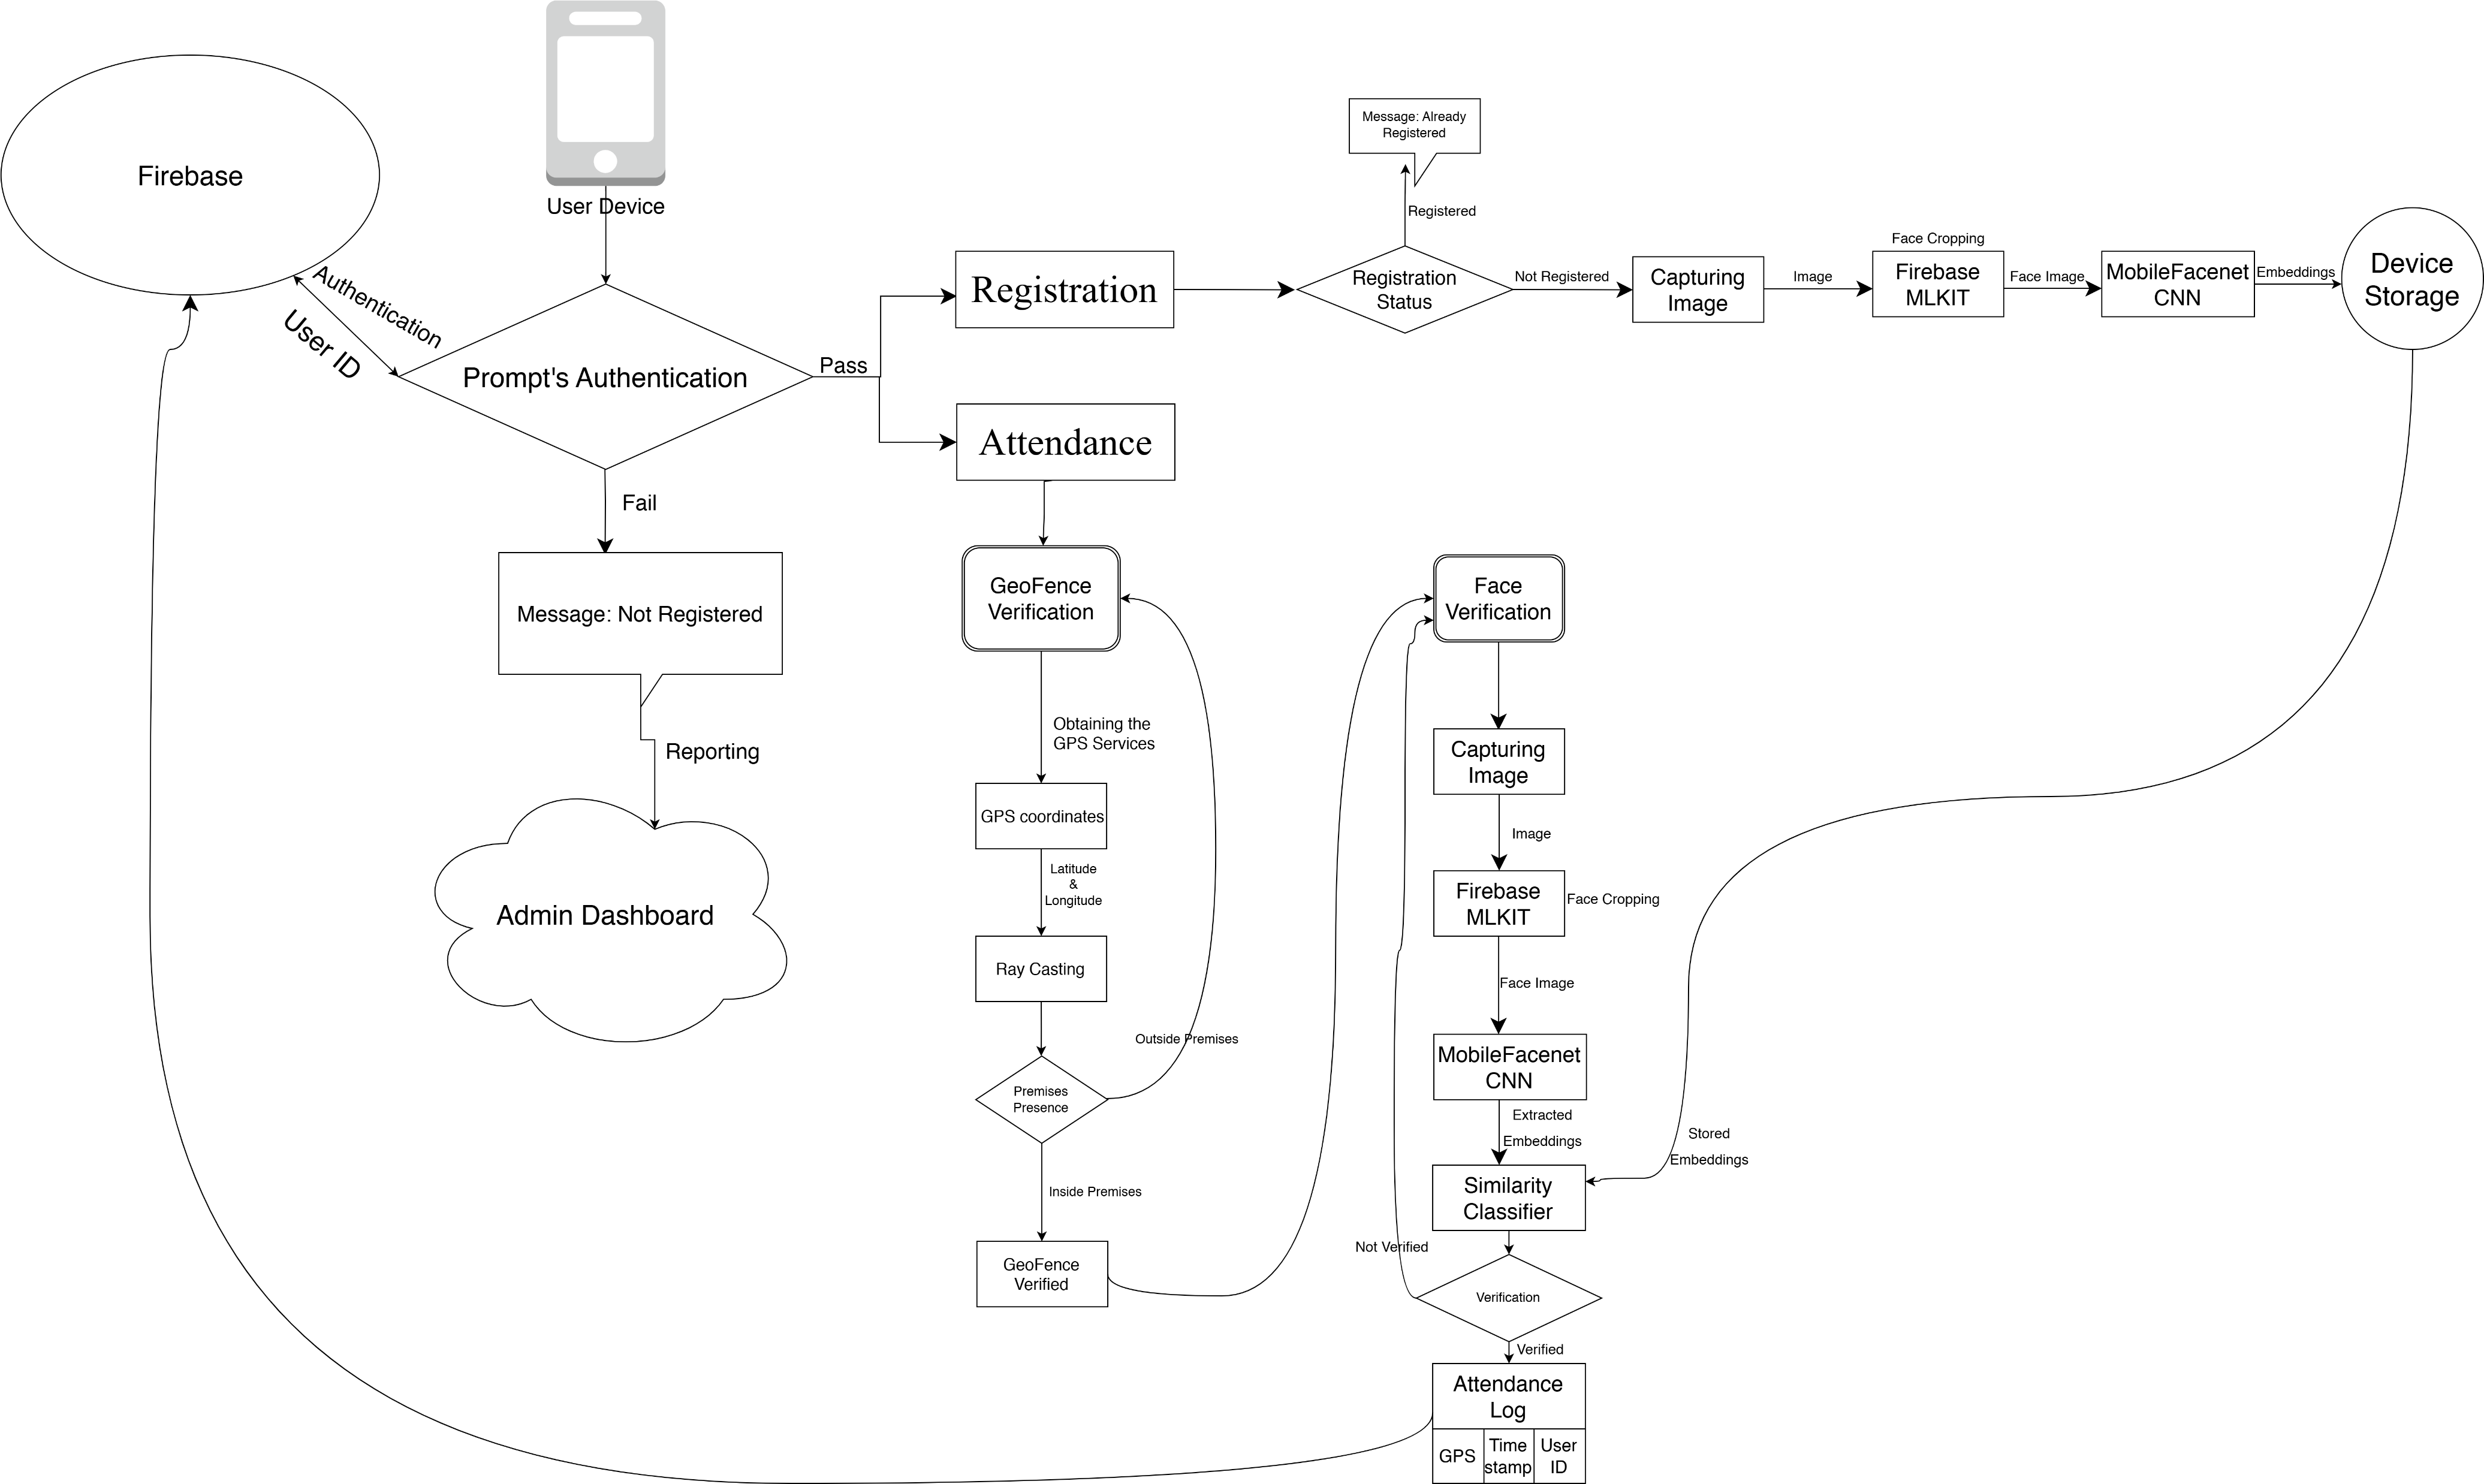 Firebase
User Device
Authentication
User ID
Prompt's Authentication
Pass
Fail
Message: Not Registered
Reporting
Admin Dashboard
Registration
Attendance
Message: Already
Registered
Registered
Registration
Status
Not Registered
Capturing
Image
Image
Face Cropping
Firebase
MLKIT
Face Image
MobileFacenet
CNN
Embeddings
Device
Storage
GeoFence
Verification
Obtaining the
GPS Services
GPS coordinates
Latitude
&
Longitude
Ray Casting
Outside Premises
Premises
Presence
Inside Premises
GeoFence
Verified
Face
Verification
Capturing
Image
Image
Firebase
MLKIT
Face Cropping
Face Image
MobileFacenet
CNN
Extracted
Embeddings
Stored
Embeddings
Similarity
Classifier
Not Verified
Verification
Verified
Attendance
Log
GPS
Time
stamp
User
ID